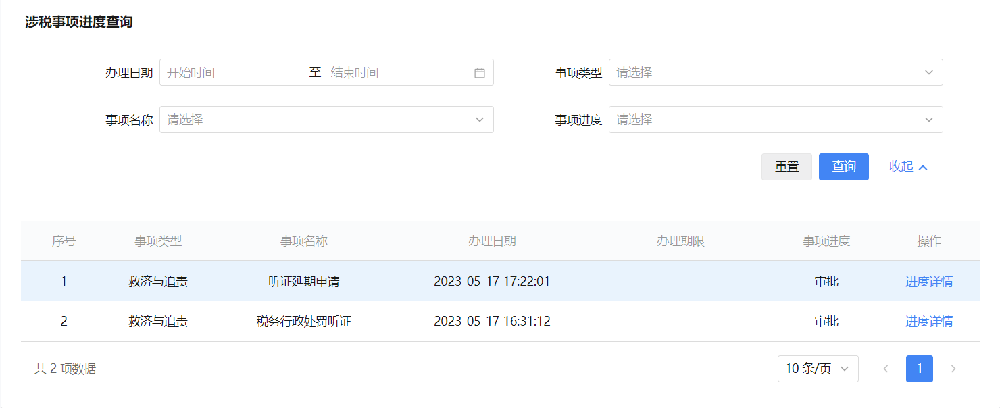 涉税事项进度查询
办理日期 开始时间 至 结束时间 事项类型 请选择
事项名称 请选择 事项进度 请选择
重置 查询 收起
序号 事项类型 事项名称 办理日期 办理期限 事项进度 操作
1 救济与追责 听证延期申请 2023-05-17 17:22:01 - 审批 进度详情
2 救济与追责 税务行政处罚听证 2023-05-17 16:31:12 - 审批 进度详情
共 2 项数据 10 条/页 1